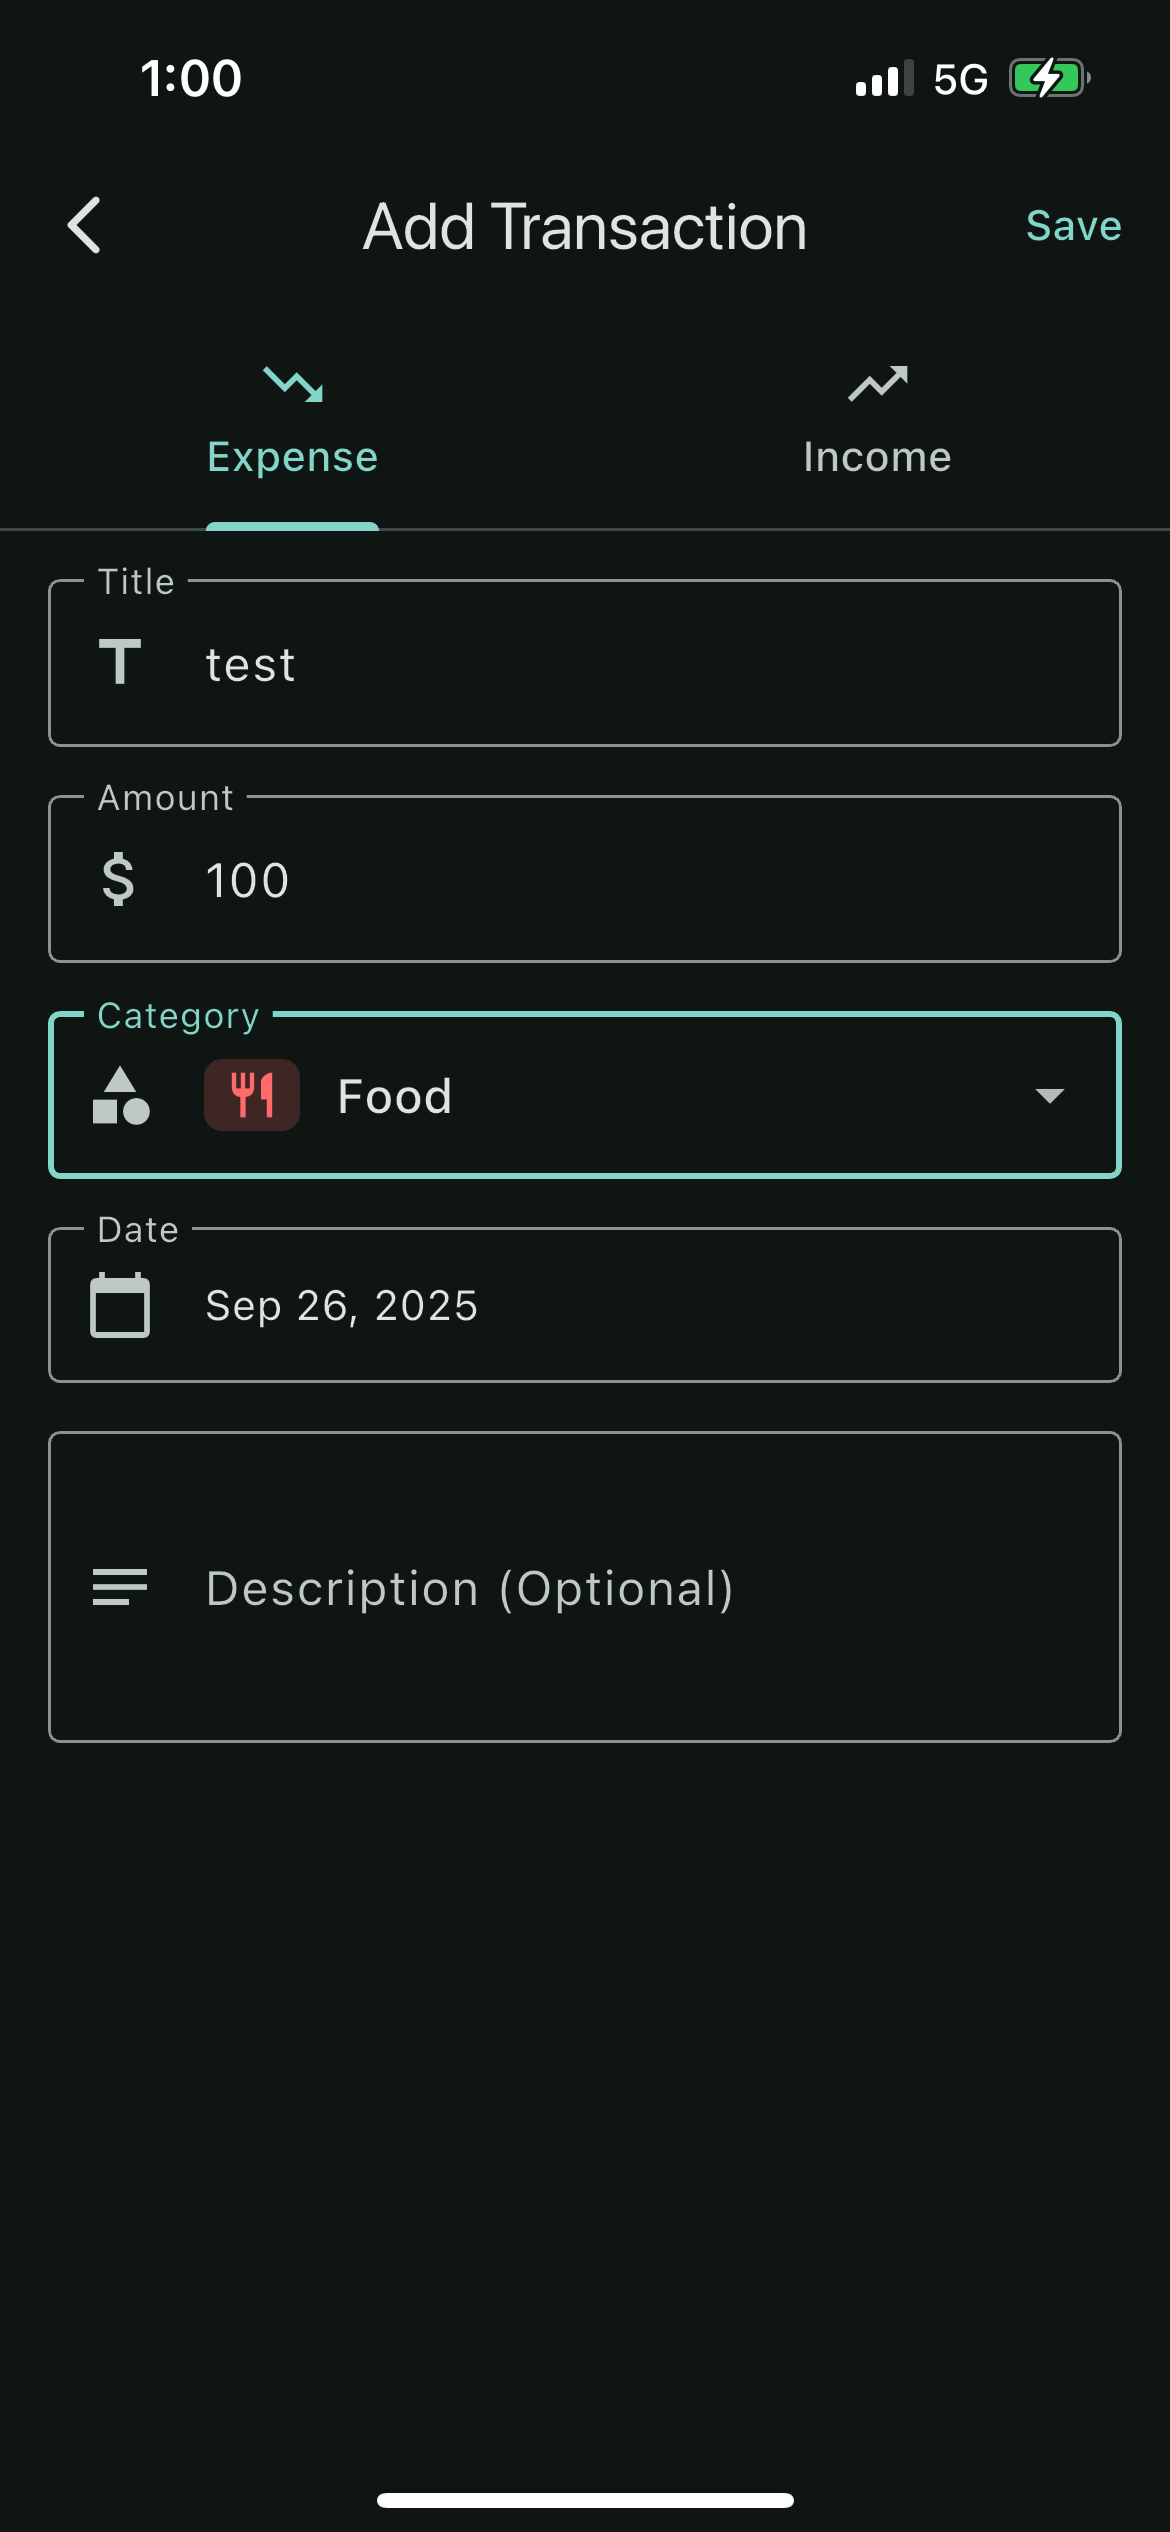 1:00
5G
Add Transaction
Save
Expense
Income
Title
test
Amount
$ 100
Category
Food
Date
Sep 26, 2025
Description (Optional)